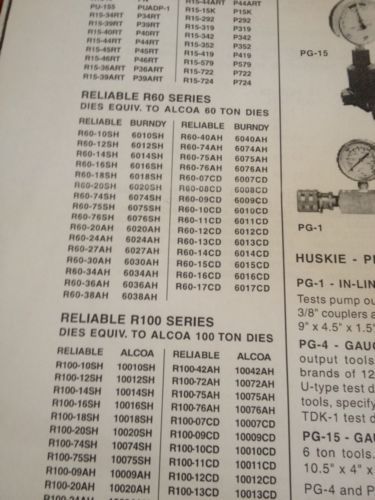 PU-155 PUADP-1
R15-34RT P34RT
R15-39RT P39RT
R15-40RT P40RT
R15-44RT P44RT
R15-45RT P45RT
R15-46RT P46RT
R15-36ART P36ART
R15-39ART P39ART
R15-44ART P44ART
R15-15K P15K
R15-292 P292
R15-319 P319
R15-342 P342
R15-352 P352
R15-419 P419
R15-579 P579
R15-722 P722
R15-724 P724
RELIABLE R60 SERIES
DIES EQUIV. TO ALCOA 60 TON DIES
RELIABLE BURNDY
R60-10SH 6010SH
R60-12SH 6012SH
R60-14SH 6014SH
R60-16SH 6016SH
R60-18SH 6018SH
R60-20SH 6020SH
R60-74SH 6074SH
R60-75SH 6075SH
R60-76SH 6076SH
R60-20AH 6020AH
R60-24AH 6024AH
R60-27AH 6027AH
R60-30AH 6030AH
R60-34AH 6034AH
R60-36AH 6036AH
R60-38AH 6038AH
RELIABLE BURNDY
R60-40AH 6040AH
R60-74AH 6074AH
R60-75AH 6075AH
R60-76AH 6076AH
R60-07CD 6007CD
R60-08CD 6008CD
R60-09CD 6009CD
R60-10CD 6010CD
R60-11CD 6011CD
R60-12CD 6012CD
R60-13CD 6013CD
R60-14CD 6014CD
R60-15CD 6015CD
R60-16CD 6016CD
R60-17CD 6017CD
RELIABLE R100 SERIES
DIES EQUIV. TO ALCOA 100 TON DIES
RELIABLE ALCOA
R100-10SH 10010SH
R100-12SH 10012SH
R100-14SH 10014SH
R100-16SH 10016SH
R100-18SH 10018SH
R100-20SH 10020SH
R100-74SH 10074SH
R100-75SH 10075SH
R100-09AH 10009AH
R100-20AH 10020AH
RELIABLE ALCOA
R100-42AH 10042AH
R100-72AH 10072AH
R100-75AH 10075AH
R100-76AH 10076AH
R100-07CD 10007CD
R100-09CD 10009CD
R100-10CD 10010CD
R100-11CD 10011CD
R100-12CD 10012CD
R100-13CD 10013CD
PG-15
PG-1
HUSKIE - P
PG-1 - IN-LIN
Tests pump ou
3/8" couplers a
9" x 4.5" x 1.5"
PG-4 - GAUG
output tools.
brands of 12
U-type test d
tools, specify
TDK-1 test d
PG-15 - GA
6 ton tools.
10.5" x 4" x
PG-4 and P